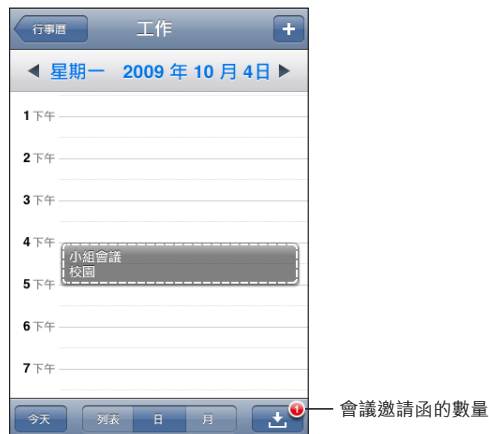 行事曆 工作 +
星期一 2009 年 10 月 4日
1 下午
2 下午
3 下午
4 下午
小組會議
校園
5 下午
6 下午
7 下午
今天 列表 日 月 1
會議邀請函的數量